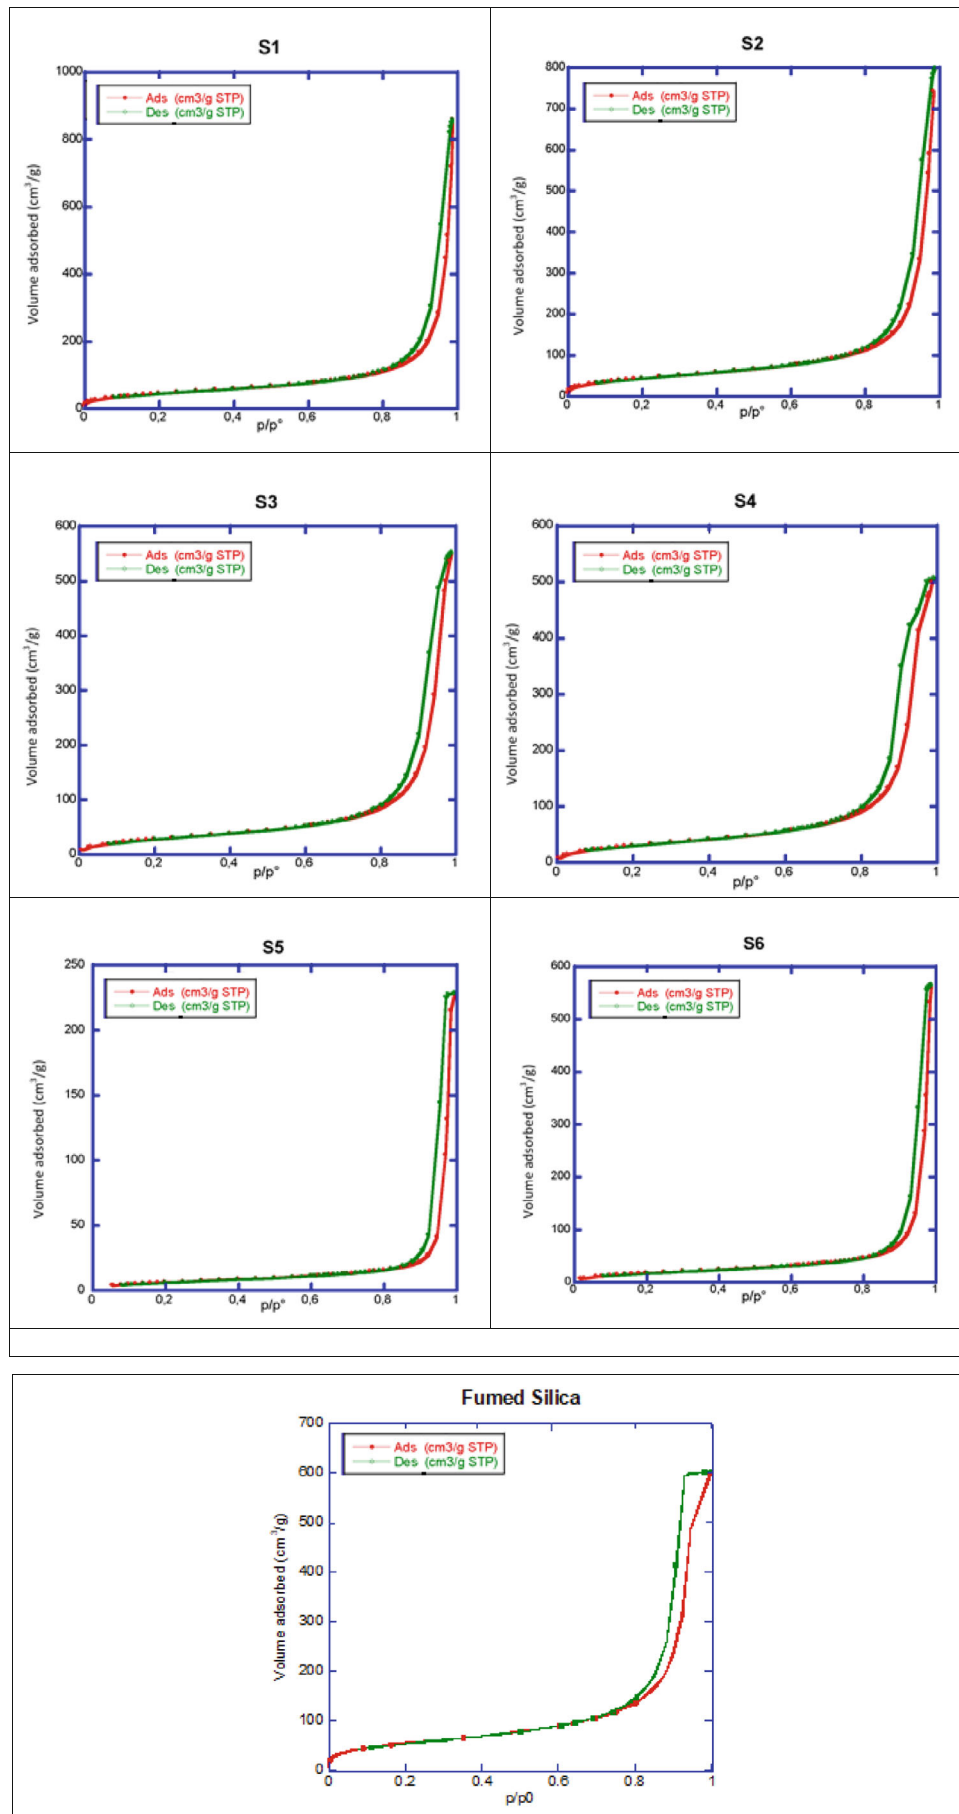 S1
1000
800
600
400
200
0
Ads (cm3/g STP)
Des (cm3/g STP)
Volume adsorbed (cm³/g)
0 0,2 0,4 0,6 0,8 1
p/p°
S2
800
700
600
500
400
300
200
100
0
Ads (cm3/g STP)
Des (cm3/g STP)
Volume adsorbed (cm³/g)
0 0,2 0,4 0,6 0,8 1
p/p°
S3
600
500
400
300
200
100
0
Ads (cm3/g STP)
Des (cm3/g STP)
Volume adsorbed (cm³/g)
0 0,2 0,4 0,6 0,8 1
p/p°
S4
600
500
400
300
200
100
0
Ads (cm3/g STP)
Des (cm3/g STP)
Volume adsorbed (cm³/g)
0 0,2 0,4 0,6 0,8 1
p/p°
S5
250
200
150
100
50
0
Ads (cm3/g STP)
Des (cm3/g STP)
Volume adsorbed (cm³/g)
0 0,2 0,4 0,6 0,8 1
p/p°
S6
600
500
400
300
200
100
0
Ads (cm3/g STP)
Des (cm3/g STP)
Volume adsorbed (cm³/g)
0 0,2 0,4 0,6 0,8 1
p/p°
Fumed Silica
700
600
500
400
300
200
100
0
Ads (cm3/g STP)
Des (cm3/g STP)
Volume adsorbed (cm³/g)
0 0.2 0.4 0.6 0.8 1
p/p0